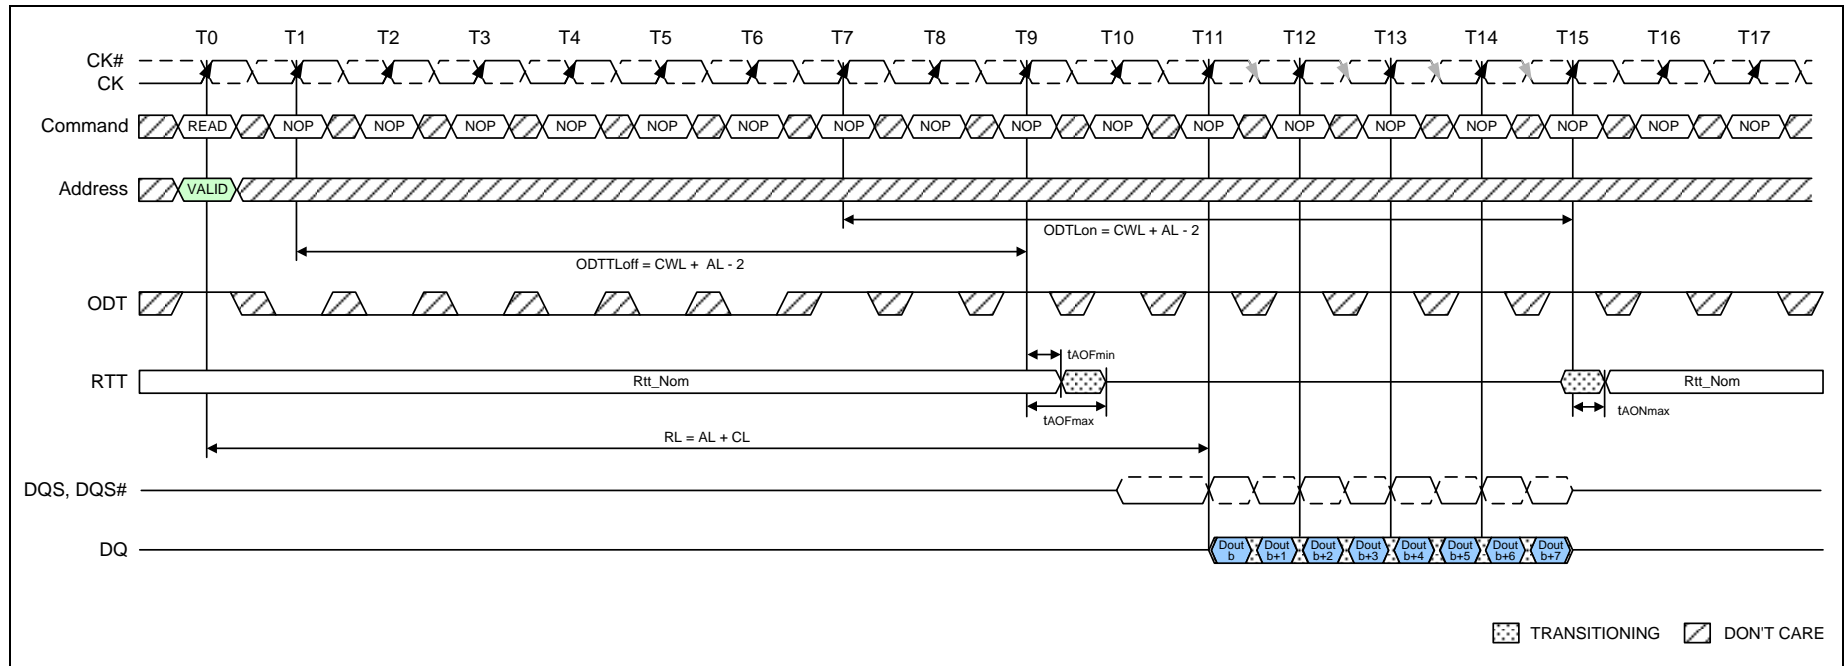 T0 T1 T2 T3 T4 T5 T6 T7 T8 T9 T10 T11 T12 T13 T14 T15 T16 T17
CK#
CK
Command READ NOP NOP NOP NOP NOP NOP NOP NOP NOP NOP NOP NOP NOP NOP NOP NOP NOP
Address VALID
ODTLon = CWL + AL - 2
ODTTLoff = CWL + AL - 2
ODT
tAOFmin
RTT Rtt_Nom Rtt_Nom
tAOFmax tAONmax
RL = AL + CL
DQS, DQS#
DQ Dout Dout Dout Dout Dout Dout Dout Dout
b b+1 b+2 b+3 b+4 b+5 b+6 b+7
TRANSITIONING DON'T CARE